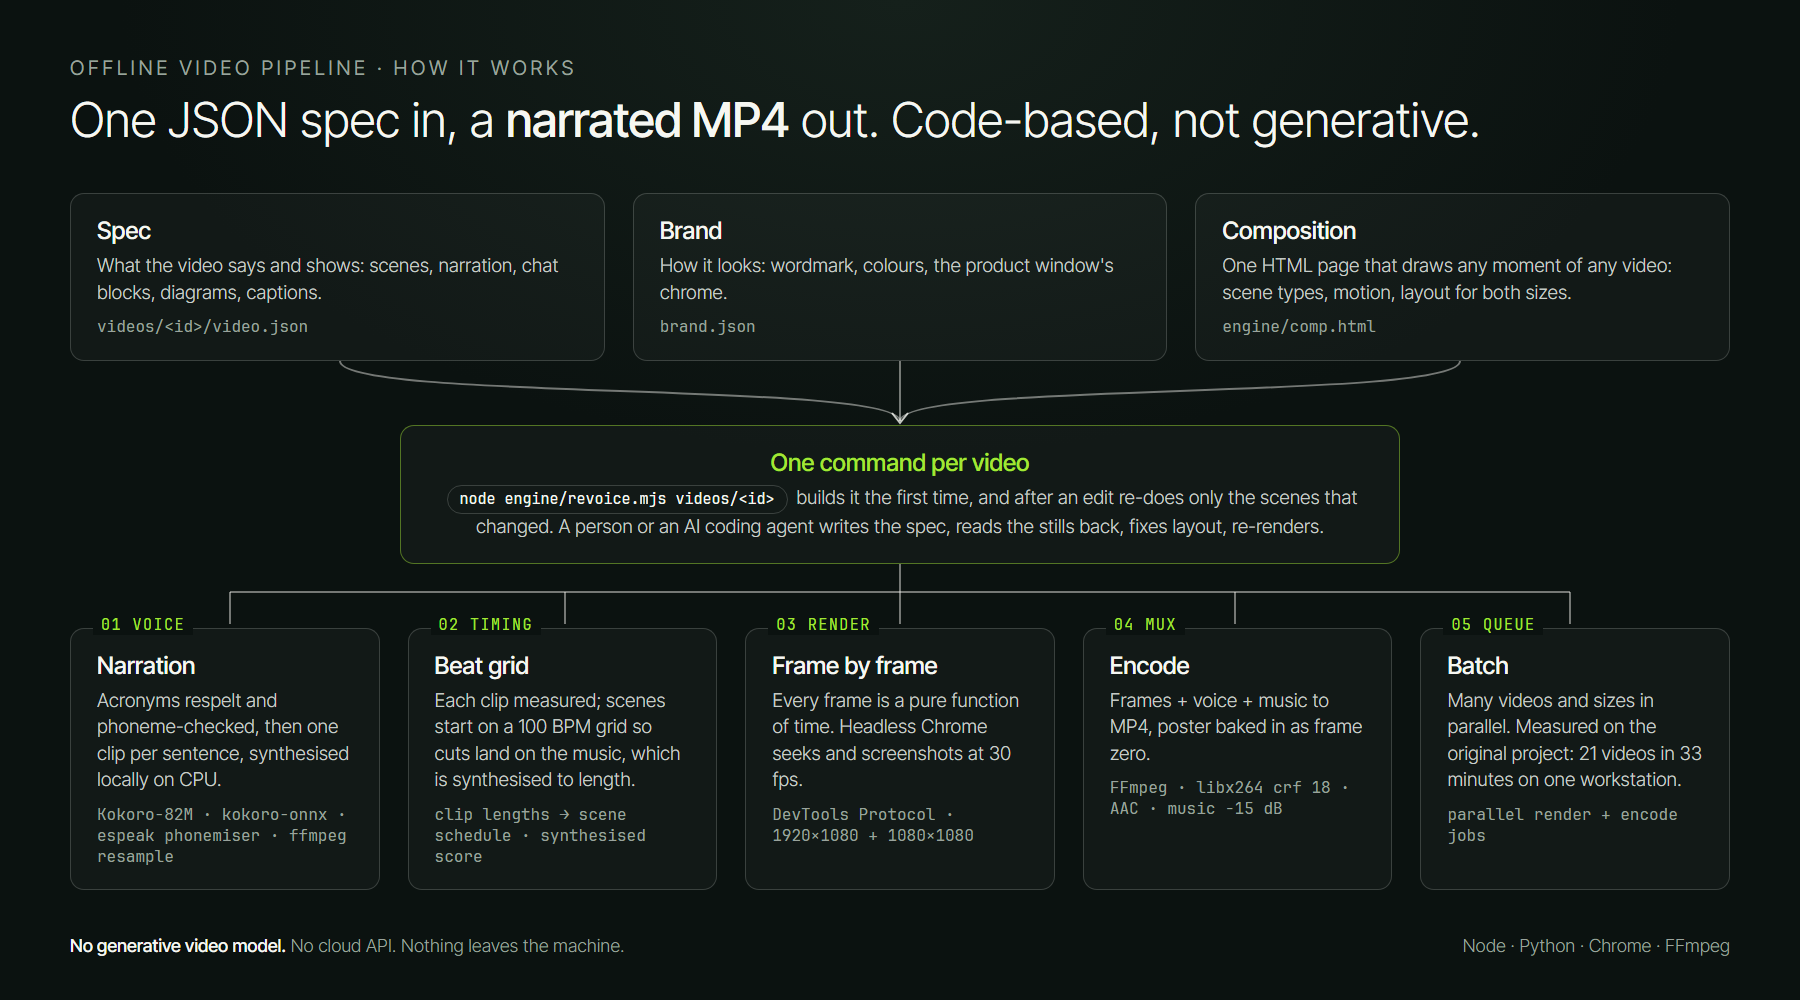 OFFLINE VIDEO PIPELINE · HOW IT WORKS
One JSON spec in, a narrated MP4 out. Code-based, not generative.
Spec
What the video says and shows: scenes, narration, chat
blocks, diagrams, captions.
videos/<id>/video.json
Brand
How it looks: wordmark, colours, the product window's
chrome.
brand.json
Composition
One HTML page that draws any moment of any video:
scene types, motion, layout for both sizes.
engine/comp.html
One command per video
node engine/revoice.mjs videos/<id> builds it the first time, and after an edit re-does only the scenes that
changed. A person or an AI coding agent writes the spec, reads the stills back, fixes layout, re-renders.
01 VOICE
Narration
Acronyms respelt and
phoneme-checked, then one
clip per sentence, synthesised
locally on CPU.
Kokoro-82M · kokoro-onnx ·
espeak phonemiser · ffmpeg
resample
02 TIMING
Beat grid
Each clip measured; scenes
start on a 100 BPM grid so
cuts land on the music, which
is synthesised to length.
clip lengths → scene
schedule · synthesised
score
03 RENDER
Frame by frame
Every frame is a pure function
of time. Headless Chrome
seeks and screenshots at 30
fps.
DevTools Protocol ·
1920×1080 + 1080×1080
04 MUX
Encode
Frames + voice + music to
MP4, poster baked in as frame
zero.
FFmpeg · libx264 crf 18 ·
AAC · music -15 dB
05 QUEUE
Batch
Many videos and sizes in
parallel. Measured on the
original project: 21 videos in 33
minutes on one workstation.
parallel render + encode
jobs
No generative video model. No cloud API. Nothing leaves the machine.
Node · Python · Chrome · FFmpeg